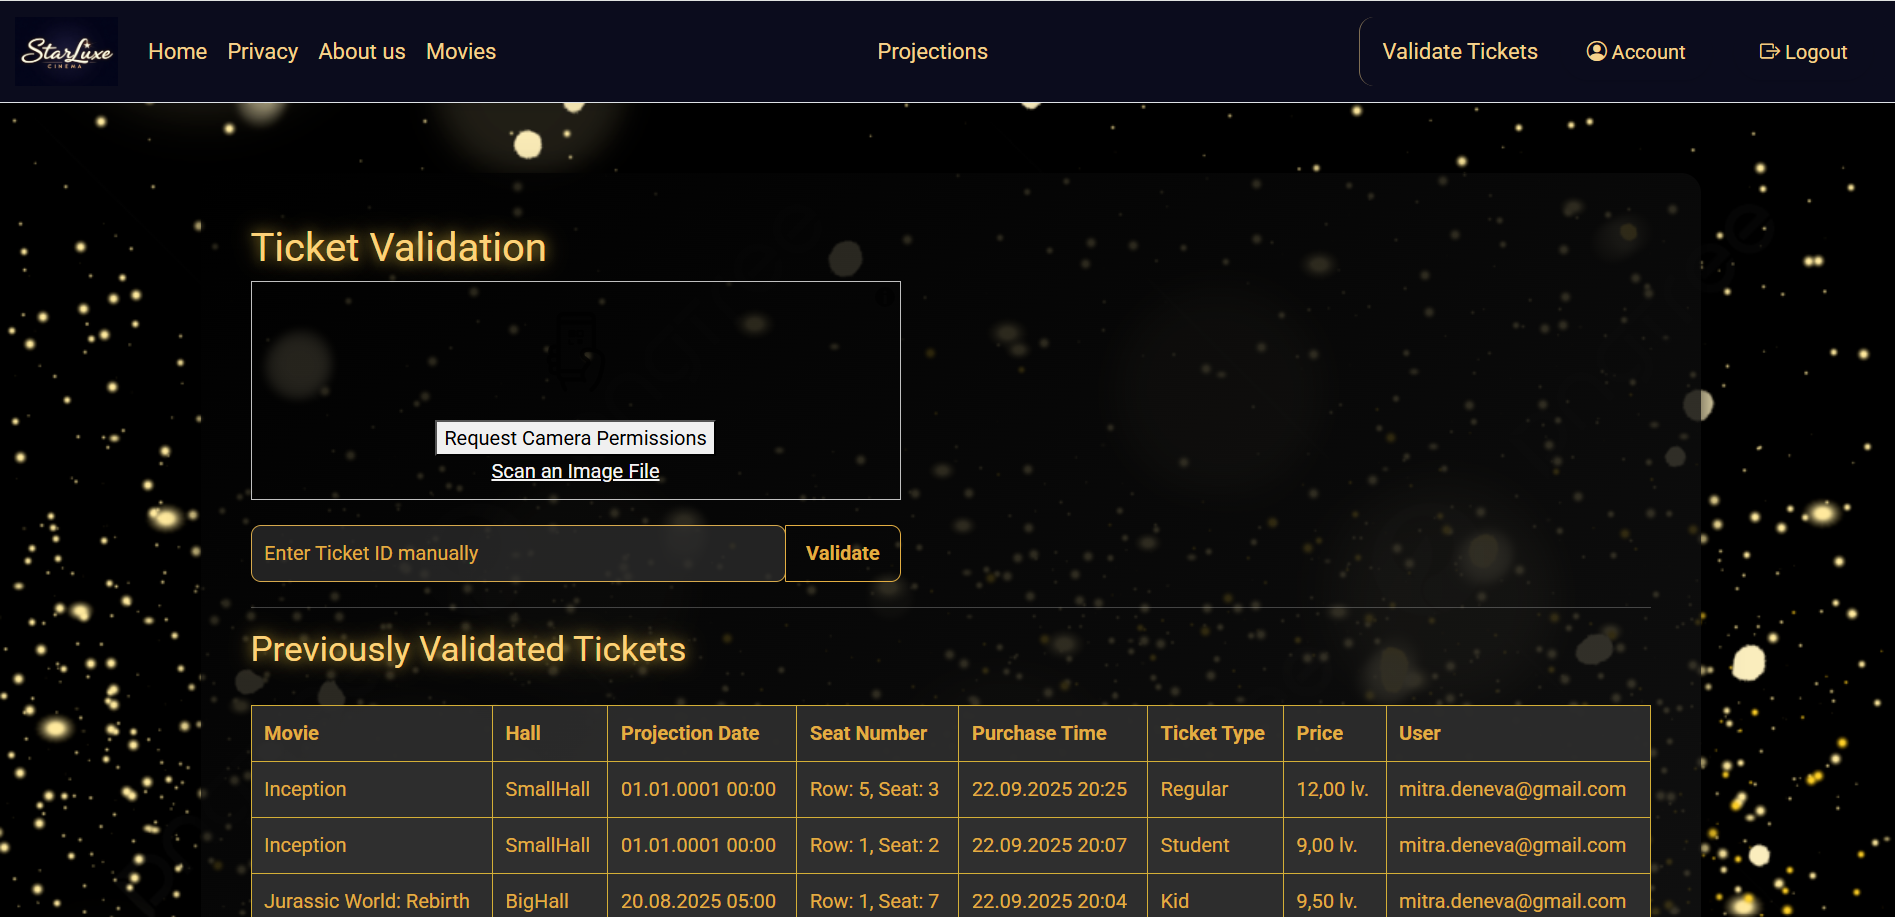 StarLuxe
CINEMA
Home Privacy About us Movies Projections Validate Tickets Account Logout
Ticket Validation
Request Camera Permissions
Scan an Image File
Enter Ticket ID manually Validate
Previously Validated Tickets
Movie Hall Projection Date Seat Number Purchase Time Ticket Type Price User
Inception SmallHall 01.01.0001 00:00 Row: 5, Seat: 3 22.09.2025 20:25 Regular 12,00 lv. mitra.deneva@gmail.com
Inception SmallHall 01.01.0001 00:00 Row: 1, Seat: 2 22.09.2025 20:07 Student 9,00 lv. mitra.deneva@gmail.com
Jurassic World: Rebirth BigHall 20.08.2025 05:00 Row: 1, Seat: 7 22.09.2025 20:04 Kid 9,50 lv. mitra.deneva@gmail.com